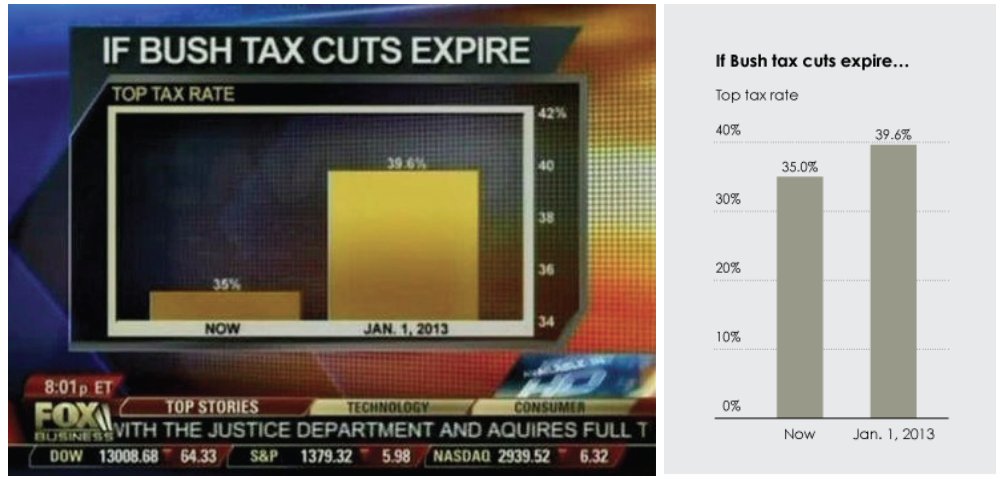 IF BUSH TAX CUTS EXPIRE
TOP TAX RATE
42%
39.6%
40
38
35%
36
34
NOW JAN. 1, 2013
8:01p ET
HD
TOP STORIES TECHNOLOGY CONSUMER
FOX
BUSINESS
WITH THE JUSTICE DEPARTMENT AND AQUIRES FULL T
DOW 13008.68 64.33 S&P 1379.32 5.98 NASDAQ 2939.52 6.32
If Bush tax cuts expire...
Top tax rate
40%
39.6%
35.0%
30%
20%
10%
0%
Now Jan. 1, 2013